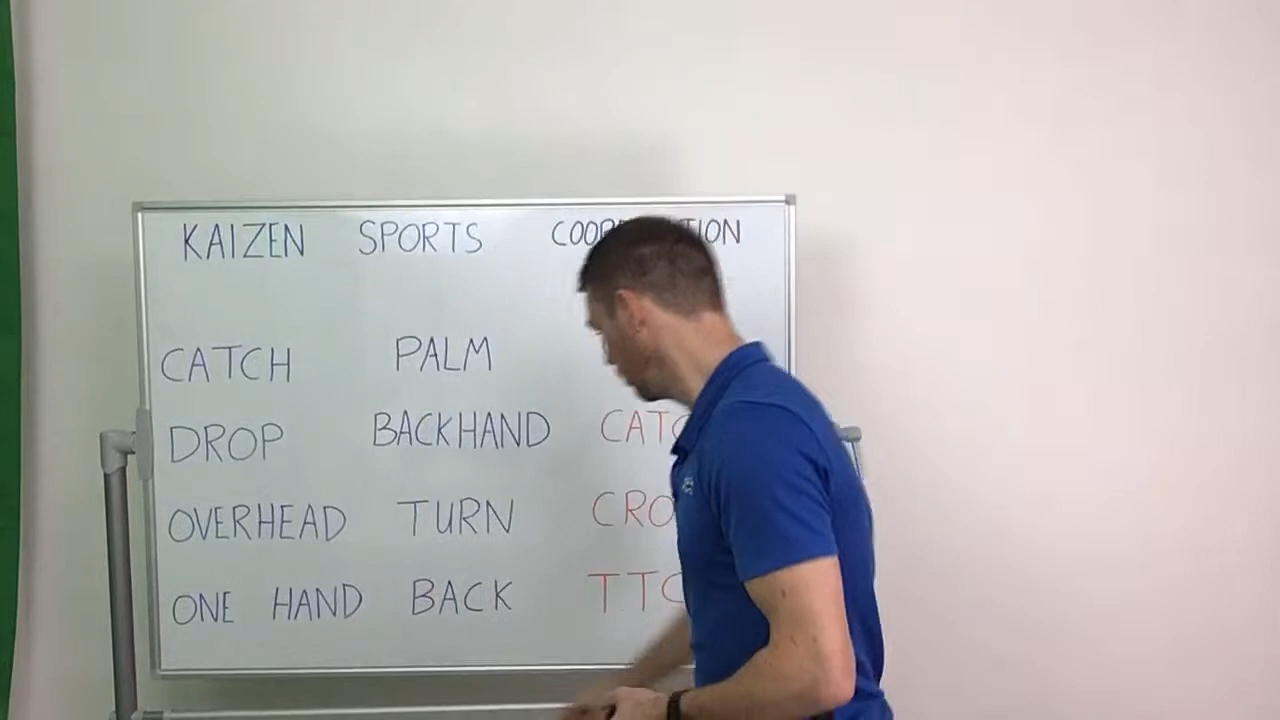 KAIZEN SPORTS
CATCH PALM
DROP BACKHAND
OVERHEAD TURN
ONE HAND BACK